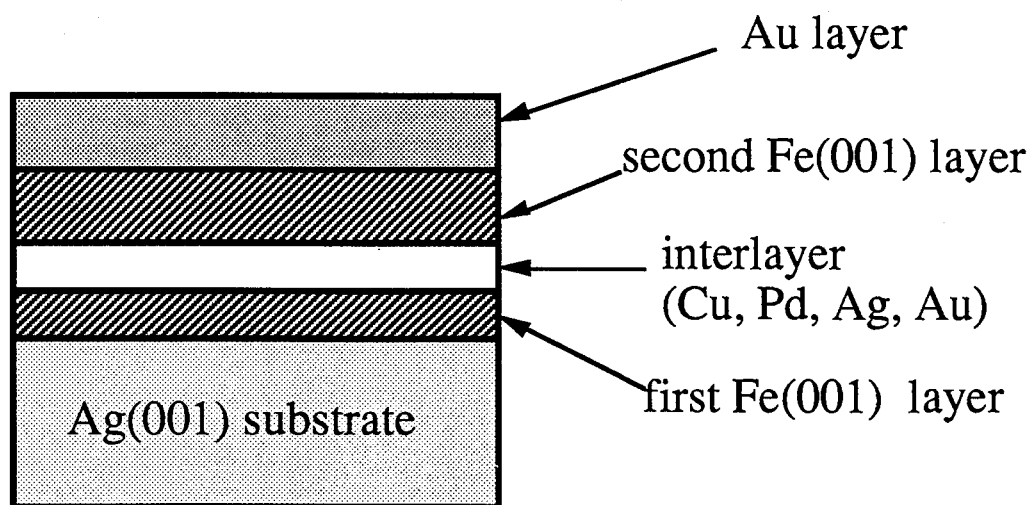 Au layer
second Fe(001) layer
interlayer
(Cu, Pd, Ag, Au)
first Fe(001) layer
Ag(001) substrate